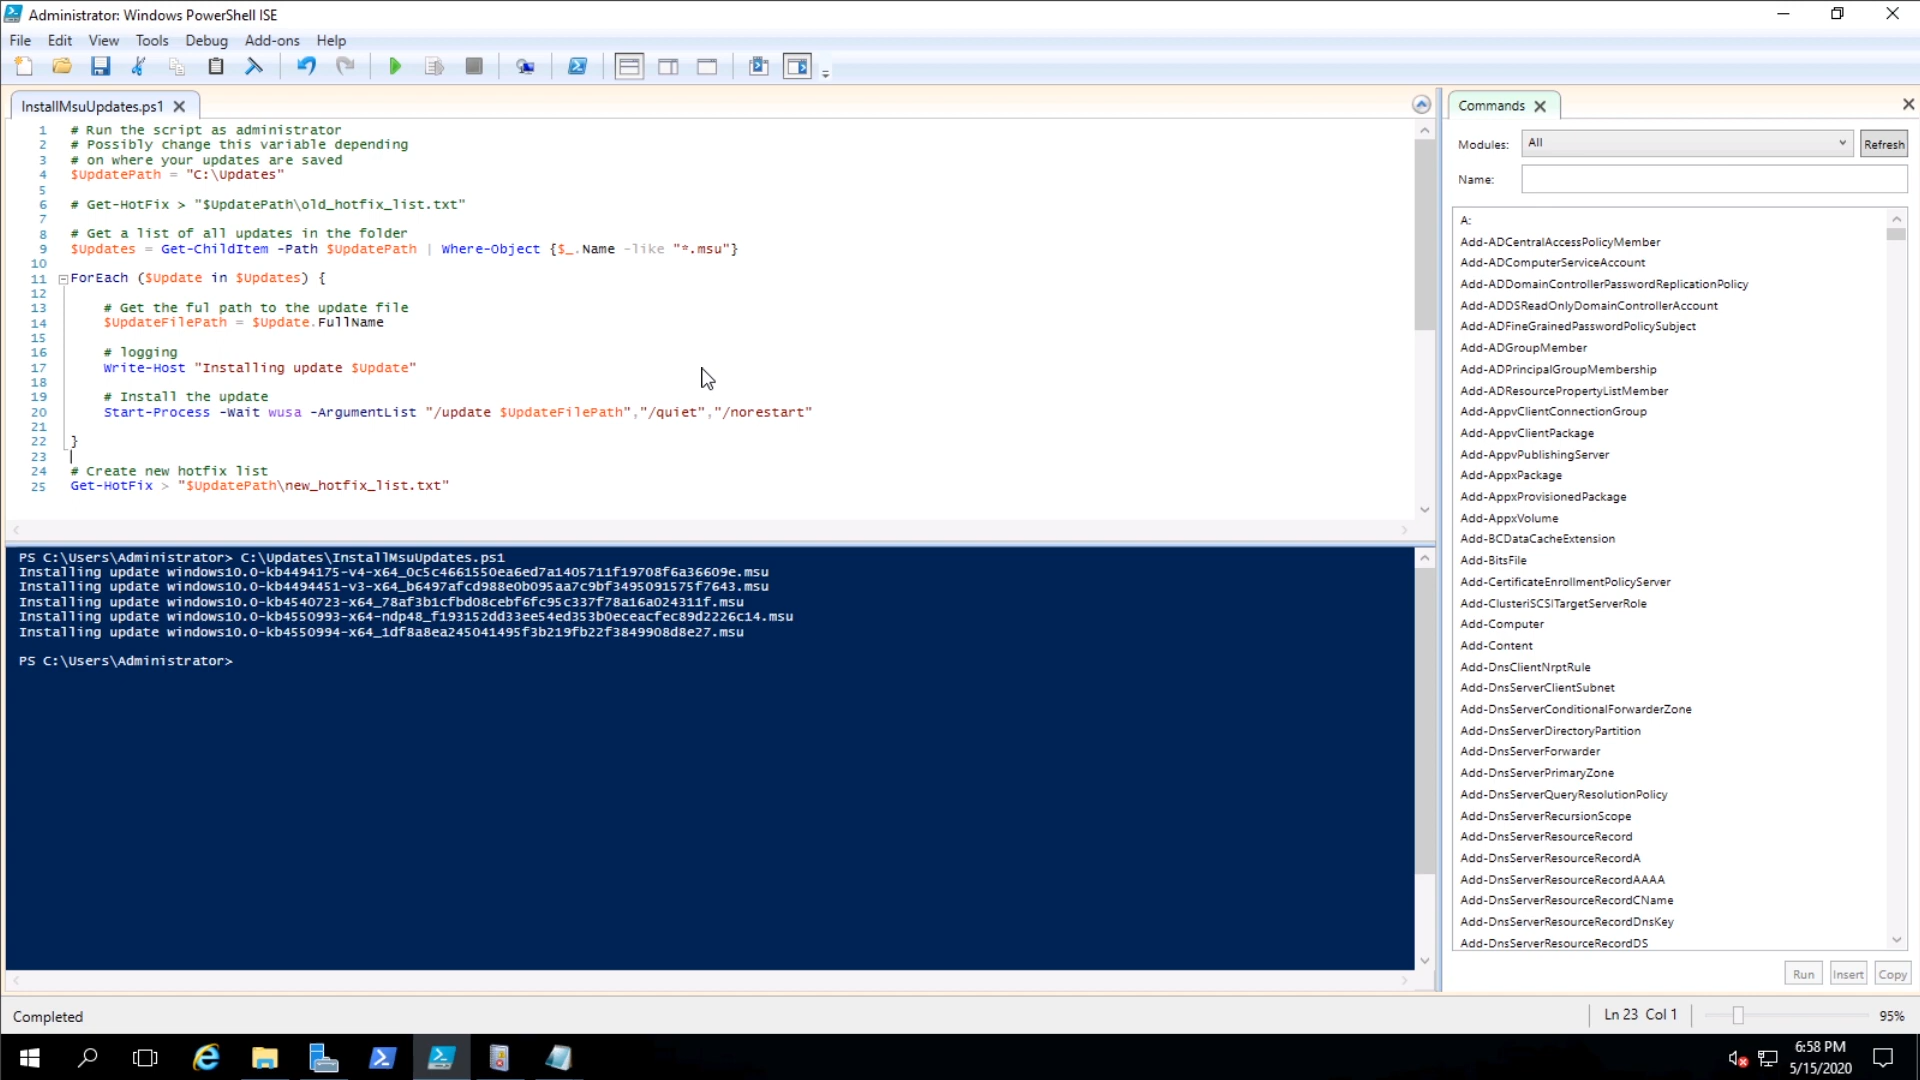 Administrator: Windows PowerShell ISE
File Edit View Tools Debug Add-ons Help
InstallMsuUpdates.ps1
1 # Run the script as administrator
2 # Possibly change this variable depending
3 # on where your updates are saved
4 $UpdatePath = "C:\Updates"
5
6 # Get-HotFix > "$UpdatePath\old_hotfix_list.txt"
7
8 # Get a list of all updates in the folder
9 $Updates = Get-ChildItem -Path $UpdatePath | Where-Object {$_.Name -like "*.msu"}
10
11 ForEach ($Update in $Updates) {
12
13 # Get the ful path to the update file
14 $UpdateFilePath = $Update.FullName
15
16 # logging
17 Write-Host "Installing update $Update"
18
19 # Install the update
20 Start-Process -Wait wusa -ArgumentList "/update $UpdateFilePath","/quiet","/norestart"
21
22 }
23
24 # Create new hotfix list
25 Get-HotFix > "$UpdatePath\new_hotfix_list.txt"
PS C:\Users\Administrator> C:\Updates\InstallMsuUpdates.ps1
Installing update windows10.0-kb4494175-v4-x64_0c5c4661550ea6ed7a1405711f19708f6a36609e.msu
Installing update windows10.0-kb4494451-v3-x64_b6497afcd988e0b095aa7c9bf3495091575f7643.msu
Installing update windows10.0-kb4540723-x64_78af3b1cfbd08cebf6fc95c337f78a16a024311f.msu
Installing update windows10.0-kb4550993-x64-ndp48_f193152dd33ee54ed353b0eceacfec89d2226c14.msu
Installing update windows10.0-kb4550994-x64_1df8a8ea245041495f3b219fb22f3849908d8e27.msu
PS C:\Users\Administrator>
Commands
Modules: All Refresh
Name:
A:
Add-ADCentralAccessPolicyMember
Add-ADComputerServiceAccount
Add-ADDomainControllerPasswordReplicationPolicy
Add-ADDSReadOnlyDomainControllerAccount
Add-ADFineGrainedPasswordPolicySubject
Add-ADGroupMember
Add-ADPrincipalGroupMembership
Add-ADResourcePropertyListMember
Add-AppvClientConnectionGroup
Add-AppvClientPackage
Add-AppvPublishingServer
Add-AppxPackage
Add-AppxProvisionedPackage
Add-AppxVolume
Add-BCDataCacheExtension
Add-BitsFile
Add-CertificateEnrollmentPolicyServer
Add-ClusteriSCSITargetServerRole
Add-Computer
Add-Content
Add-DnsClientNrptRule
Add-DnsServerClientSubnet
Add-DnsServerConditionalForwarderZone
Add-DnsServerDirectoryPartition
Add-DnsServerForwarder
Add-DnsServerPrimaryZone
Add-DnsServerQueryResolutionPolicy
Add-DnsServerRecursionScope
Add-DnsServerResourceRecord
Add-DnsServerResourceRecordA
Add-DnsServerResourceRecordAAAA
Add-DnsServerResourceRecordCName
Add-DnsServerResourceRecordDnsKey
Add-DnsServerResourceRecordDS
Run Insert Copy
Completed
Ln 23 Col 1
95%
6:58 PM
5/15/2020